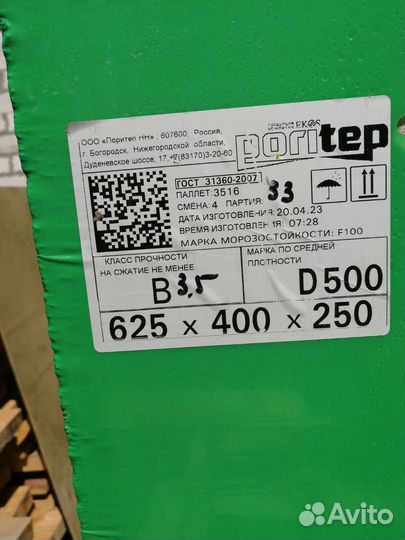 ООО «Поритеп НН», 607600, Россия,
г. Богородск, Нижегородской области,
Дуденевское шоссе, 17, (83170)3-20-60
EKOS
poritep
ГОСТ 31360-2007
ПАЛЛЕТ: 3516
СМЕНА: 4 ПАРТИЯ: 33
ДАТА ИЗГОТОВЛЕНИЯ: 20.04.23
ВРЕМЯ ИЗГОТОВЛЕНИЯ: 07:28
МАРКА МОРОЗОСТОЙКОСТИ: F100
КЛАСС ПРОЧНОСТИ
НА СЖАТИЕ НЕ МЕНЕЕ
B 3,5
МАРКА ПО СРЕДНЕЙ
ПЛОТНОСТИ
D500
625 x 400 x 250
Avito